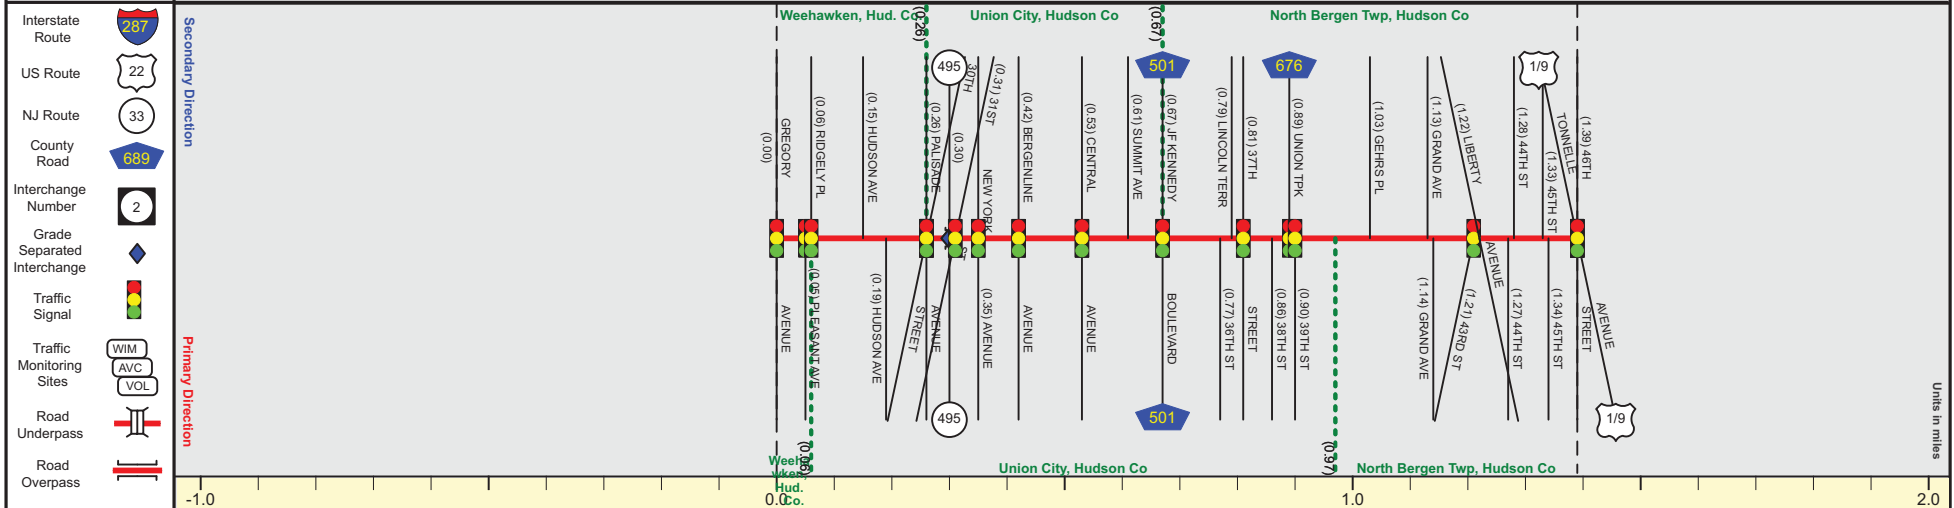 Interstate
Route
287
US Route
22
NJ Route
33
County
Road
689
Interchange
Number
2
Grade
Separated
Interchange
Traffic
Signal
Traffic
Monitoring
Sites
WIM
AVC
VOL
Road
Underpass
Road
Overpass
Secondary Direction
Primary Direction
Weehawken, Hud. Co
(0.26)
Union City, Hudson Co
(0.67)
North Bergen Twp, Hudson Co
495
501
676
1/9
GREGORY
(0.00)
(0.06) RIDGELY PL
(0.15) HUDSON AVE
(0.26) PALISADE
30TH
(0.30)
(0.31) 31ST
NEW YORK
(0.42) BERGENLINE
(0.53) CENTRAL
(0.61) SUMMIT AVE
(0.67) JF KENNEDY
(0.79) LINCOLN TERR
(0.81) 37TH
(0.89) UNION TPK
(1.03) GEHRS PL
(1.13) GRAND AVE
(1.22) LIBERTY
(1.28) 44TH ST
(1.33) 45TH ST
TONNELLE
(1.39) 46TH
AVENUE
(0.05) PLEASANT AVE
(0.19) HUDSON AVE
STREET
AVENUE
ST
(0.35) AVENUE
AVENUE
AVENUE
BOULEVARD
(0.77) 36TH ST
STREET
(0.86) 38TH ST
(0.90) 39TH ST
(1.14) GRAND AVE
(1.21) 43RD ST
AVENUE
(1.27) 44TH ST
(1.34) 45TH ST
STREET
AVENUE
495
501
1/9
Weeha
wken,
Hud.
Co.
(0.06)
Union City, Hudson Co
(0.97)
North Bergen Twp, Hudson Co
Units in miles
-1.0
0.0
1.0
2.0